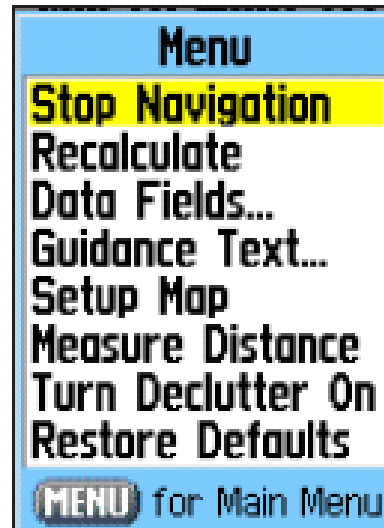 Menu
Stop Navigation
Recalculate
Data Fields...
Guidance Text...
Setup Map
Measure Distance
Turn Declutter On
Restore Defaults
MENU for Main Menu